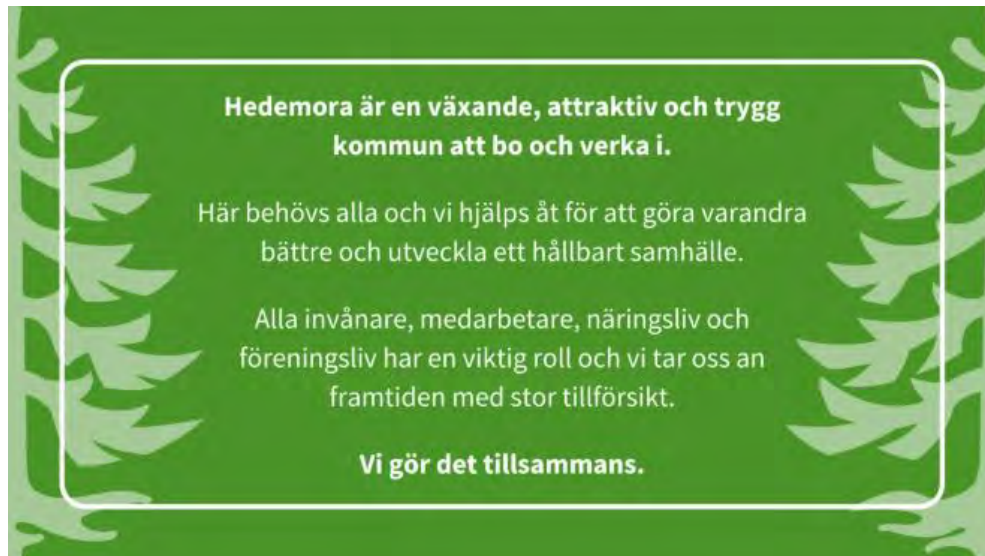 Hedemora är en växande, attraktiv och trygg
kommun att bo och verka i.
Här behövs alla och vi hjälps åt för att göra varandra
bättre och utveckla ett hållbart samhälle.
Alla invånare, medarbetare, näringsliv och
föreningsliv har en viktig roll och vi tar oss an
framtiden med stor tillförsikt.
Vi gör det tillsammans.